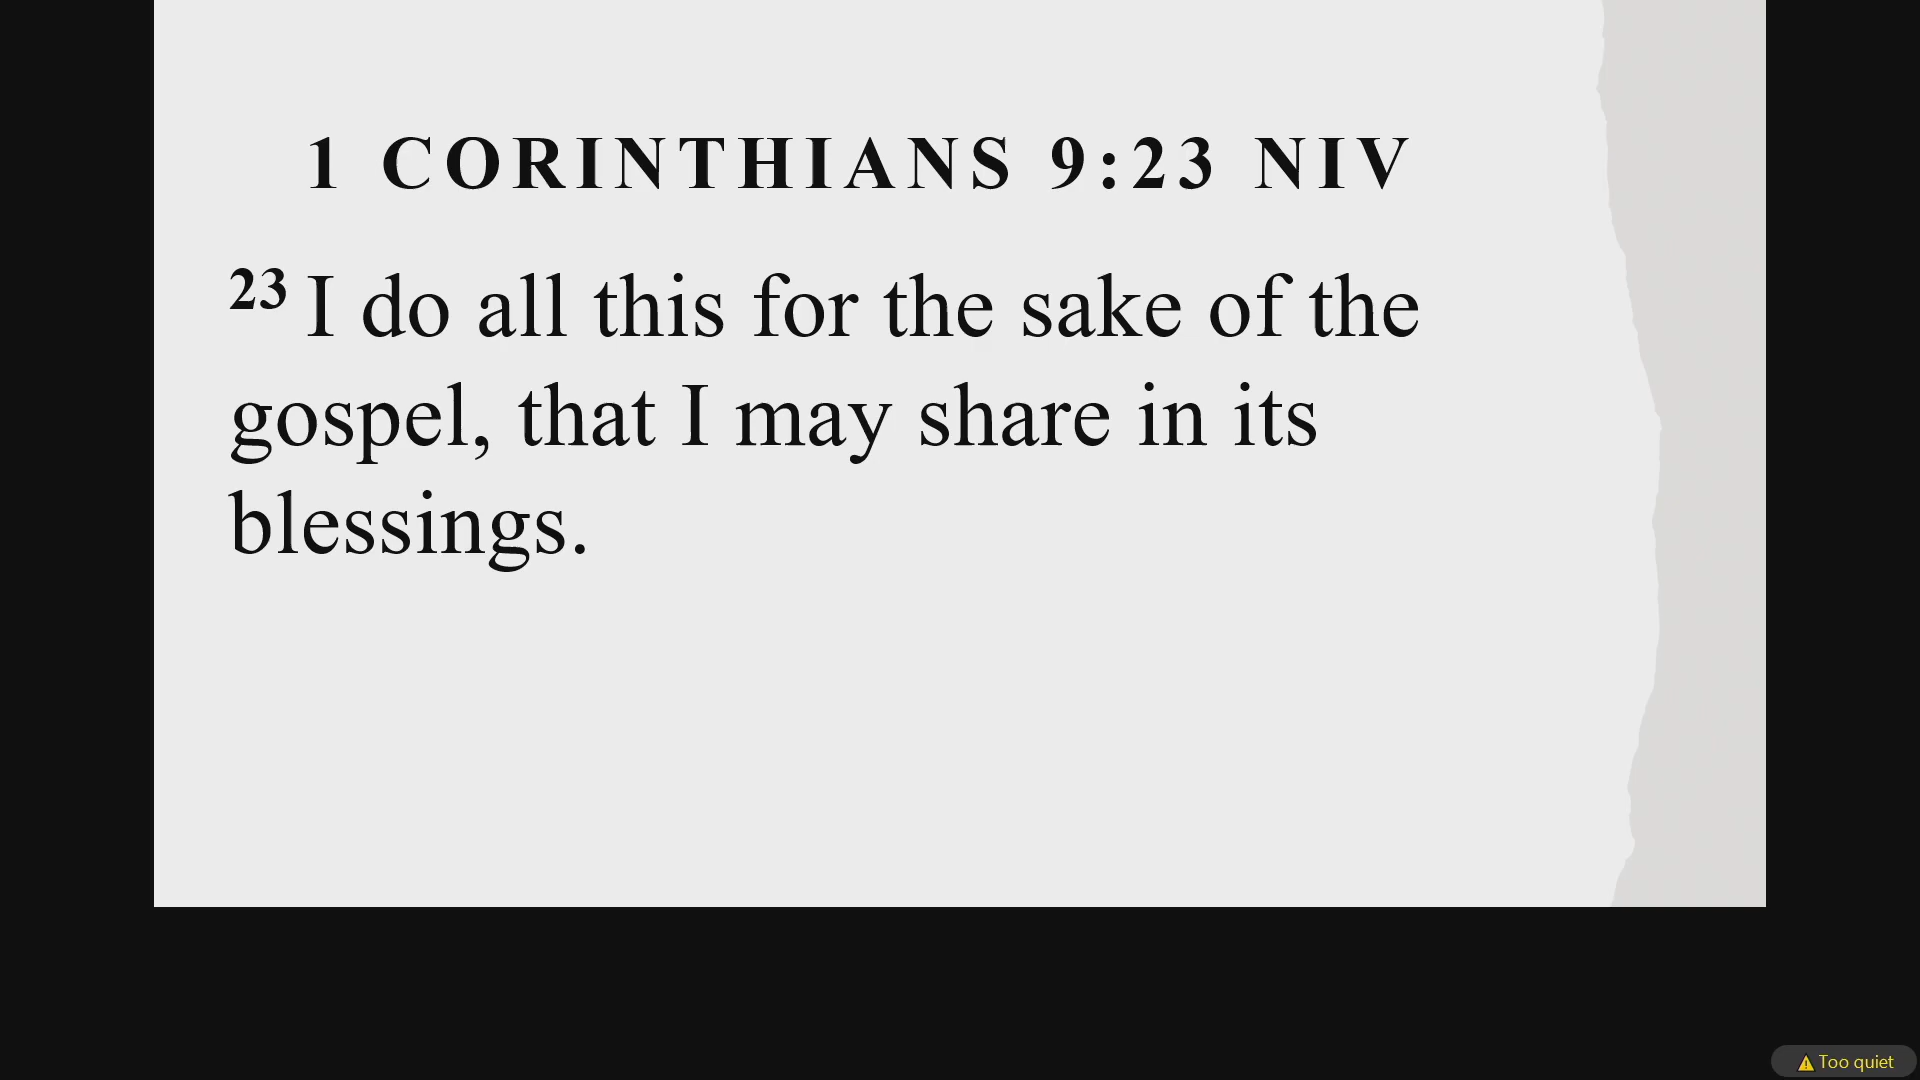 1 CORINTHIANS 9:23 NIV
23 I do all this for the sake of the
gospel, that I may share in its
blessings.
Too quiet